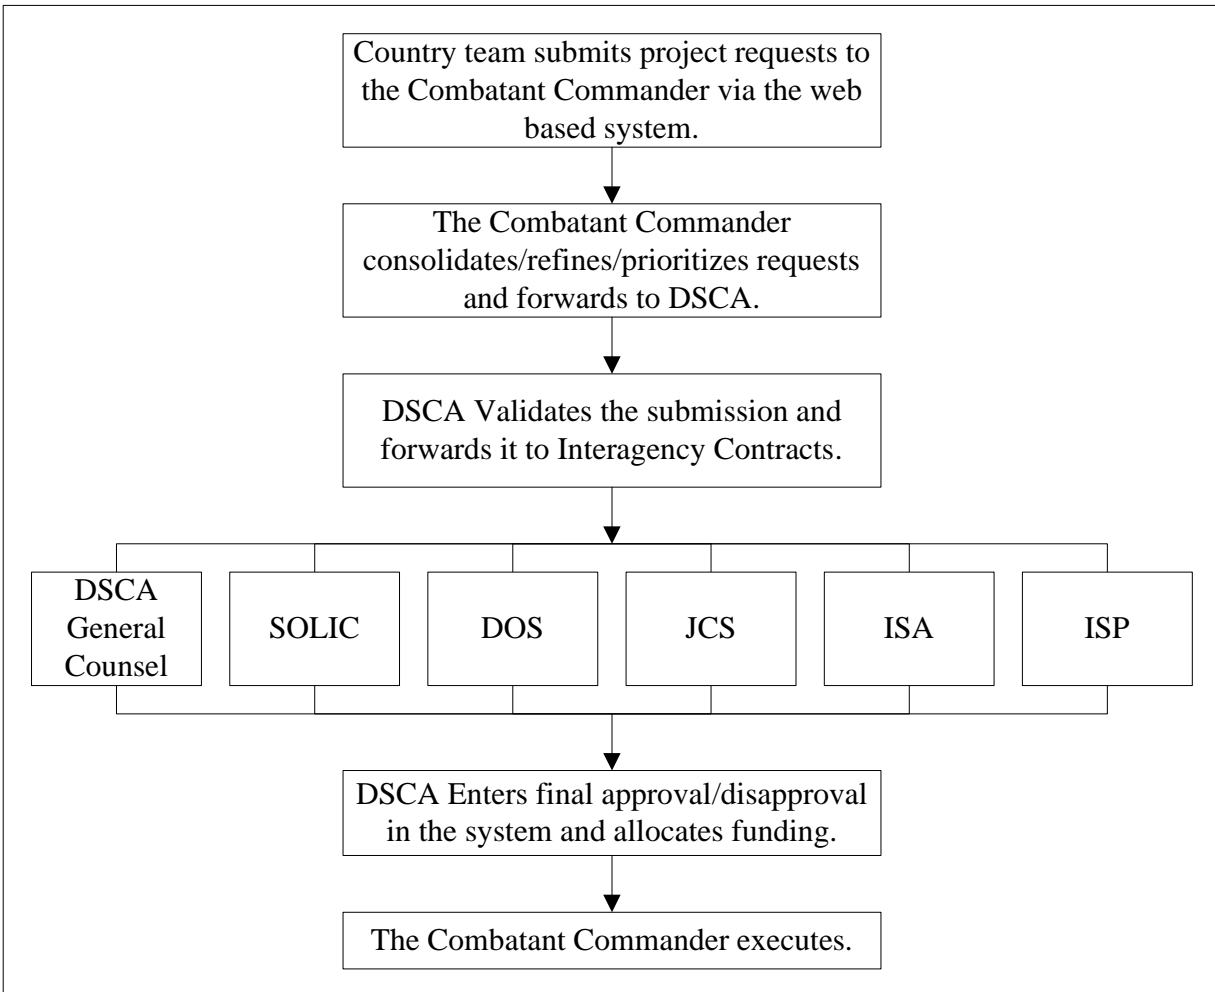 Country team submits project requests to
the Combatant Commander via the web
based system.
The Combatant Commander
consolidates/refines/prioritizes requests
and forwards to DSCA.
DSCA Validates the submission and
forwards it to Interagency Contracts.
DSCA
General
Counsel
SOLIC
DOS
JCS
ISA
ISP
DSCA Enters final approval/disapproval
in the system and allocates funding.
The Combatant Commander executes.